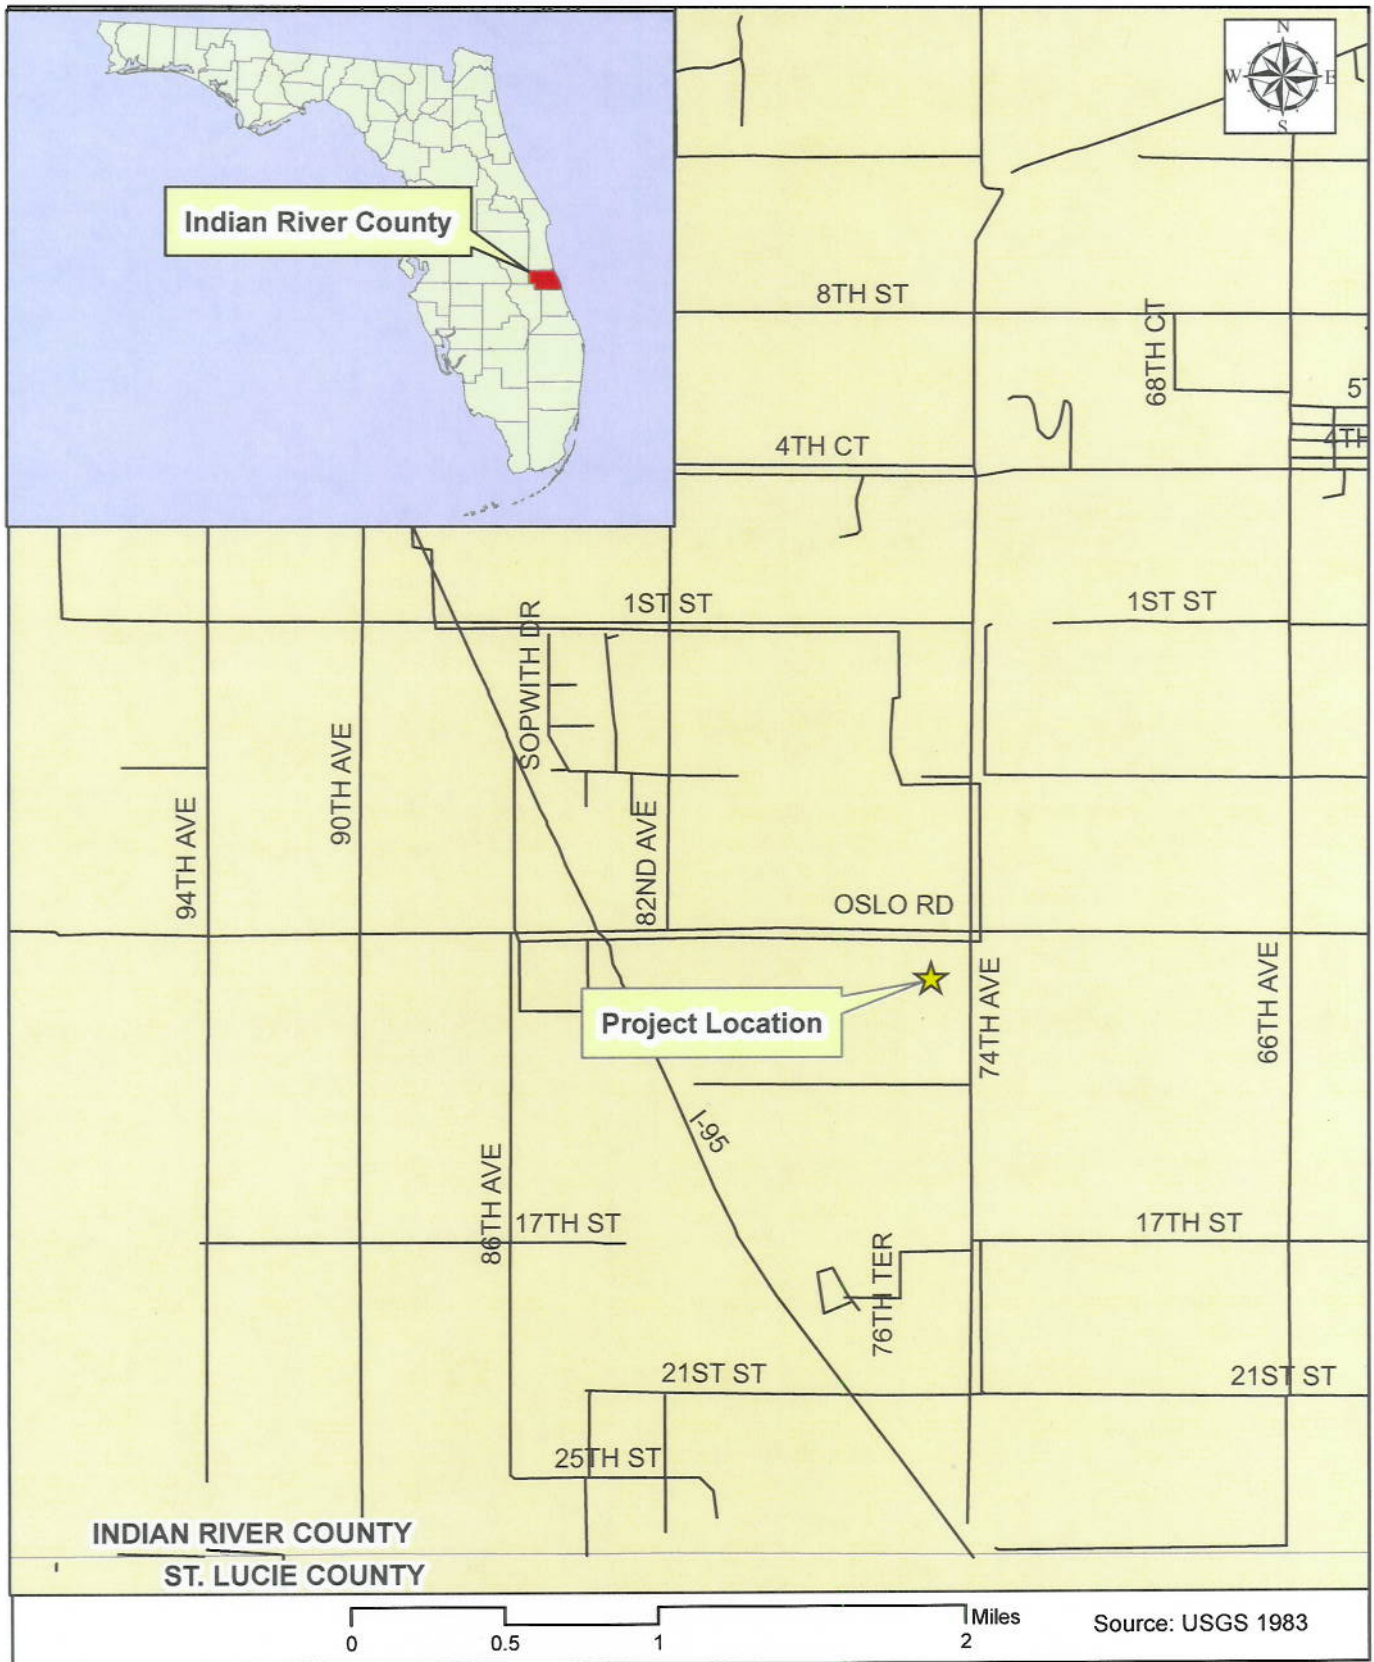 N
W
E
S
Indian River County
8TH ST
68TH CT
4TH CT
1ST ST
1ST ST
SOPWITH DR
90TH AVE
94TH AVE
82ND AVE
OSLO RD
74TH AVE
66TH AVE
Project Location
I-95
86TH AVE
17TH ST
17TH ST
76TH TER
21ST ST
21ST ST
25TH ST
INDIAN RIVER COUNTY
ST. LUCIE COUNTY
Miles
0 0.5 1 2
Source: USGS 1983